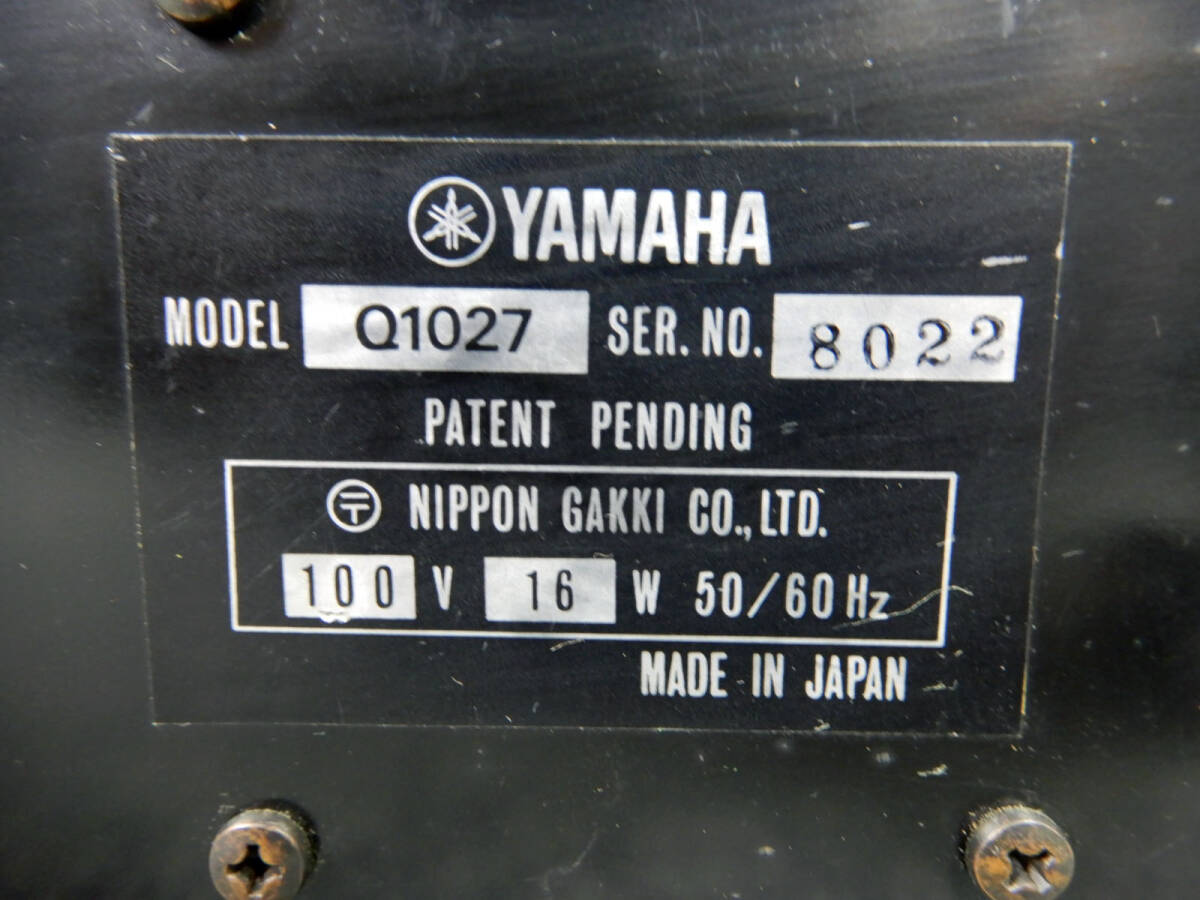 YAMAHA
MODEL Q1027 SER. NO. 8022
PATENT PENDING
〶 NIPPON GAKKI CO., LTD.
100 V 16 W 50/60 Hz
MADE IN JAPAN